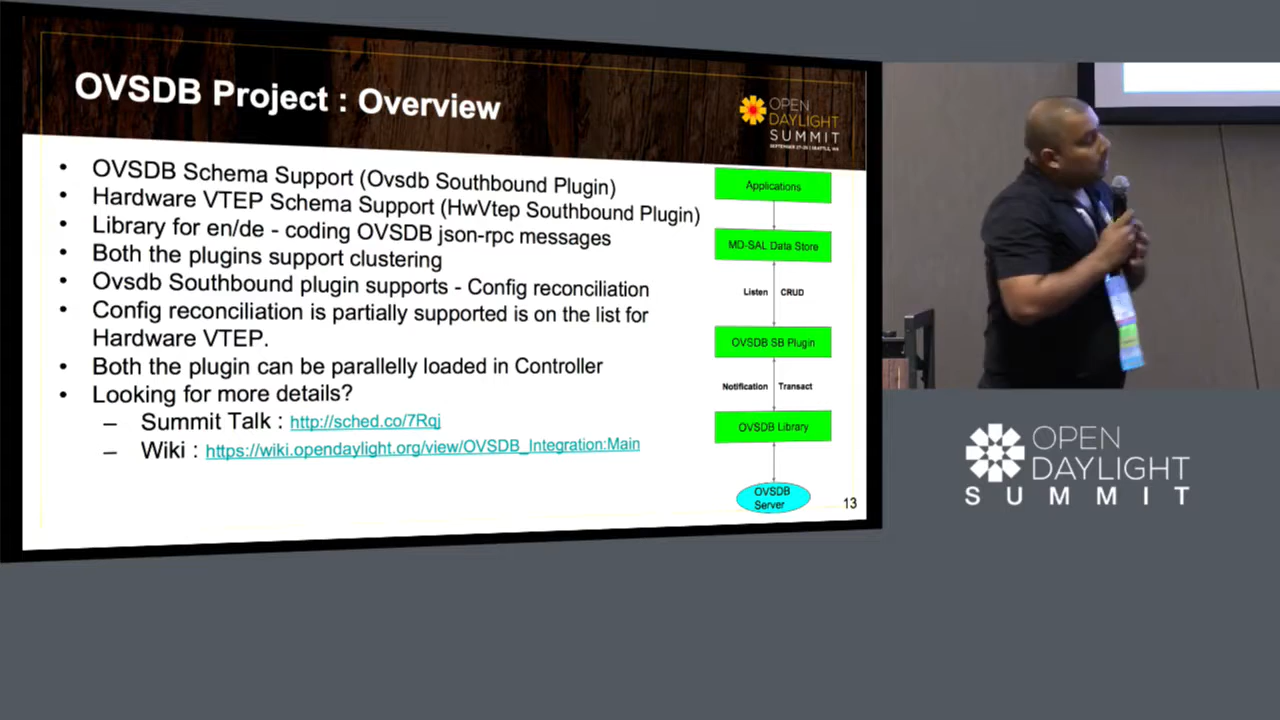 OVSDB Project : Overview
OPEN
DAYLIGHT
SUMMIT
SEPTEMBER 27-29 | SEATTLE, WA
• OVSDB Schema Support (Ovsdb Southbound Plugin)
• Hardware VTEP Schema Support (HwVtep Southbound Plugin)
• Library for en/de - coding OVSDB json-rpc messages
• Both the plugins support clustering
• Ovsdb Southbound plugin supports - Config reconciliation
• Config reconciliation is partially supported is on the list for
Hardware VTEP.
• Both the plugin can be parallelly loaded in Controller
• Looking for more details?
– Summit Talk : http://sched.co/7Rqj
– Wiki : https://wiki.opendaylight.org/view/OVSDB_Integration:Main
Applications
MD-SAL Data Store
Listen CRUD
OVSDB SB Plugin
Notification Transact
OVSDB Library
OVSDB
Server
13
OPEN
DAYLIGHT
SUMMIT